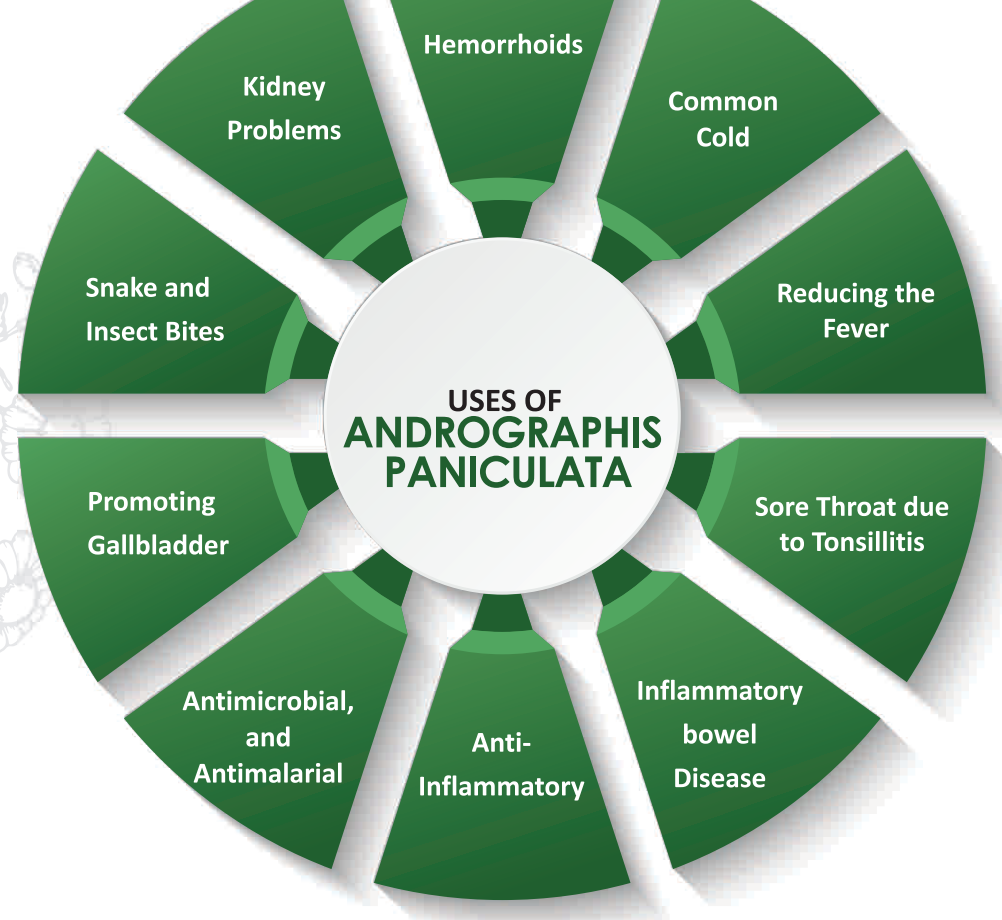 USES OF
ANDROGRAPHIS
PANICULATA
Hemorrhoids
Common
Cold
Reducing the
Fever
Sore Throat due
to Tonsillitis
Inflammatory
bowel
Disease
Anti-
Inflammatory
Antimicrobial,
and
Antimalarial
Promoting
Gallbladder
Snake and
Insect Bites
Kidney
Problems